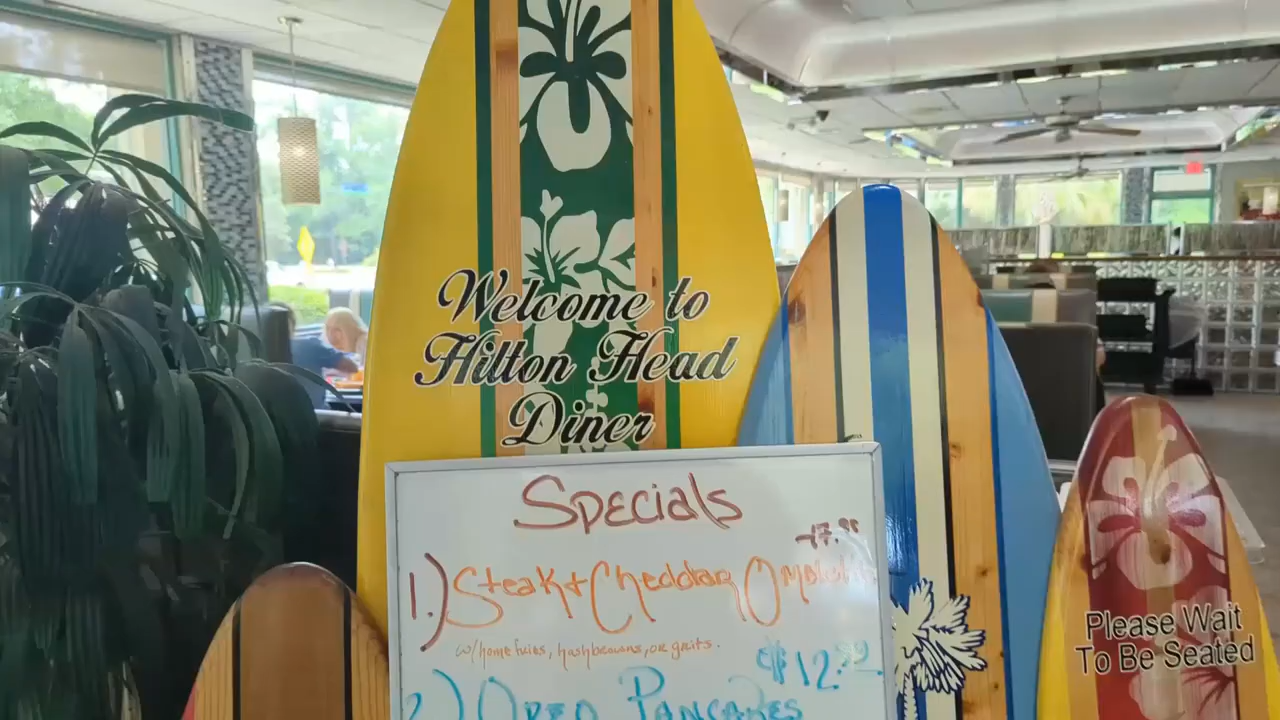 Welcome to
Hilton Head
Diner
Specials
1.) Steak + Cheddar Omelette
w/home fries, hashbrowns, or grits.
$12.99
2.) OREO PANCAKES
Please Wait
To Be Seated